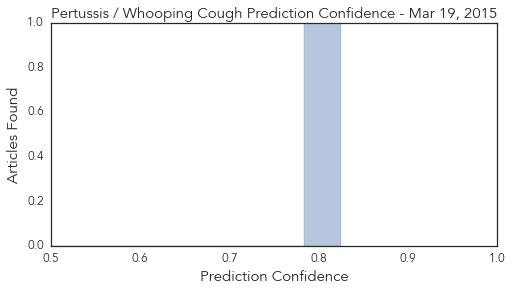 Pertussis / Whooping Cough Prediction Confidence - Mar 19, 2015
1.0
0.8
0.6
0.4
0.2
0.0
Articles Found
0.5 0.6 0.7 0.8 0.9 1.0
Prediction Confidence